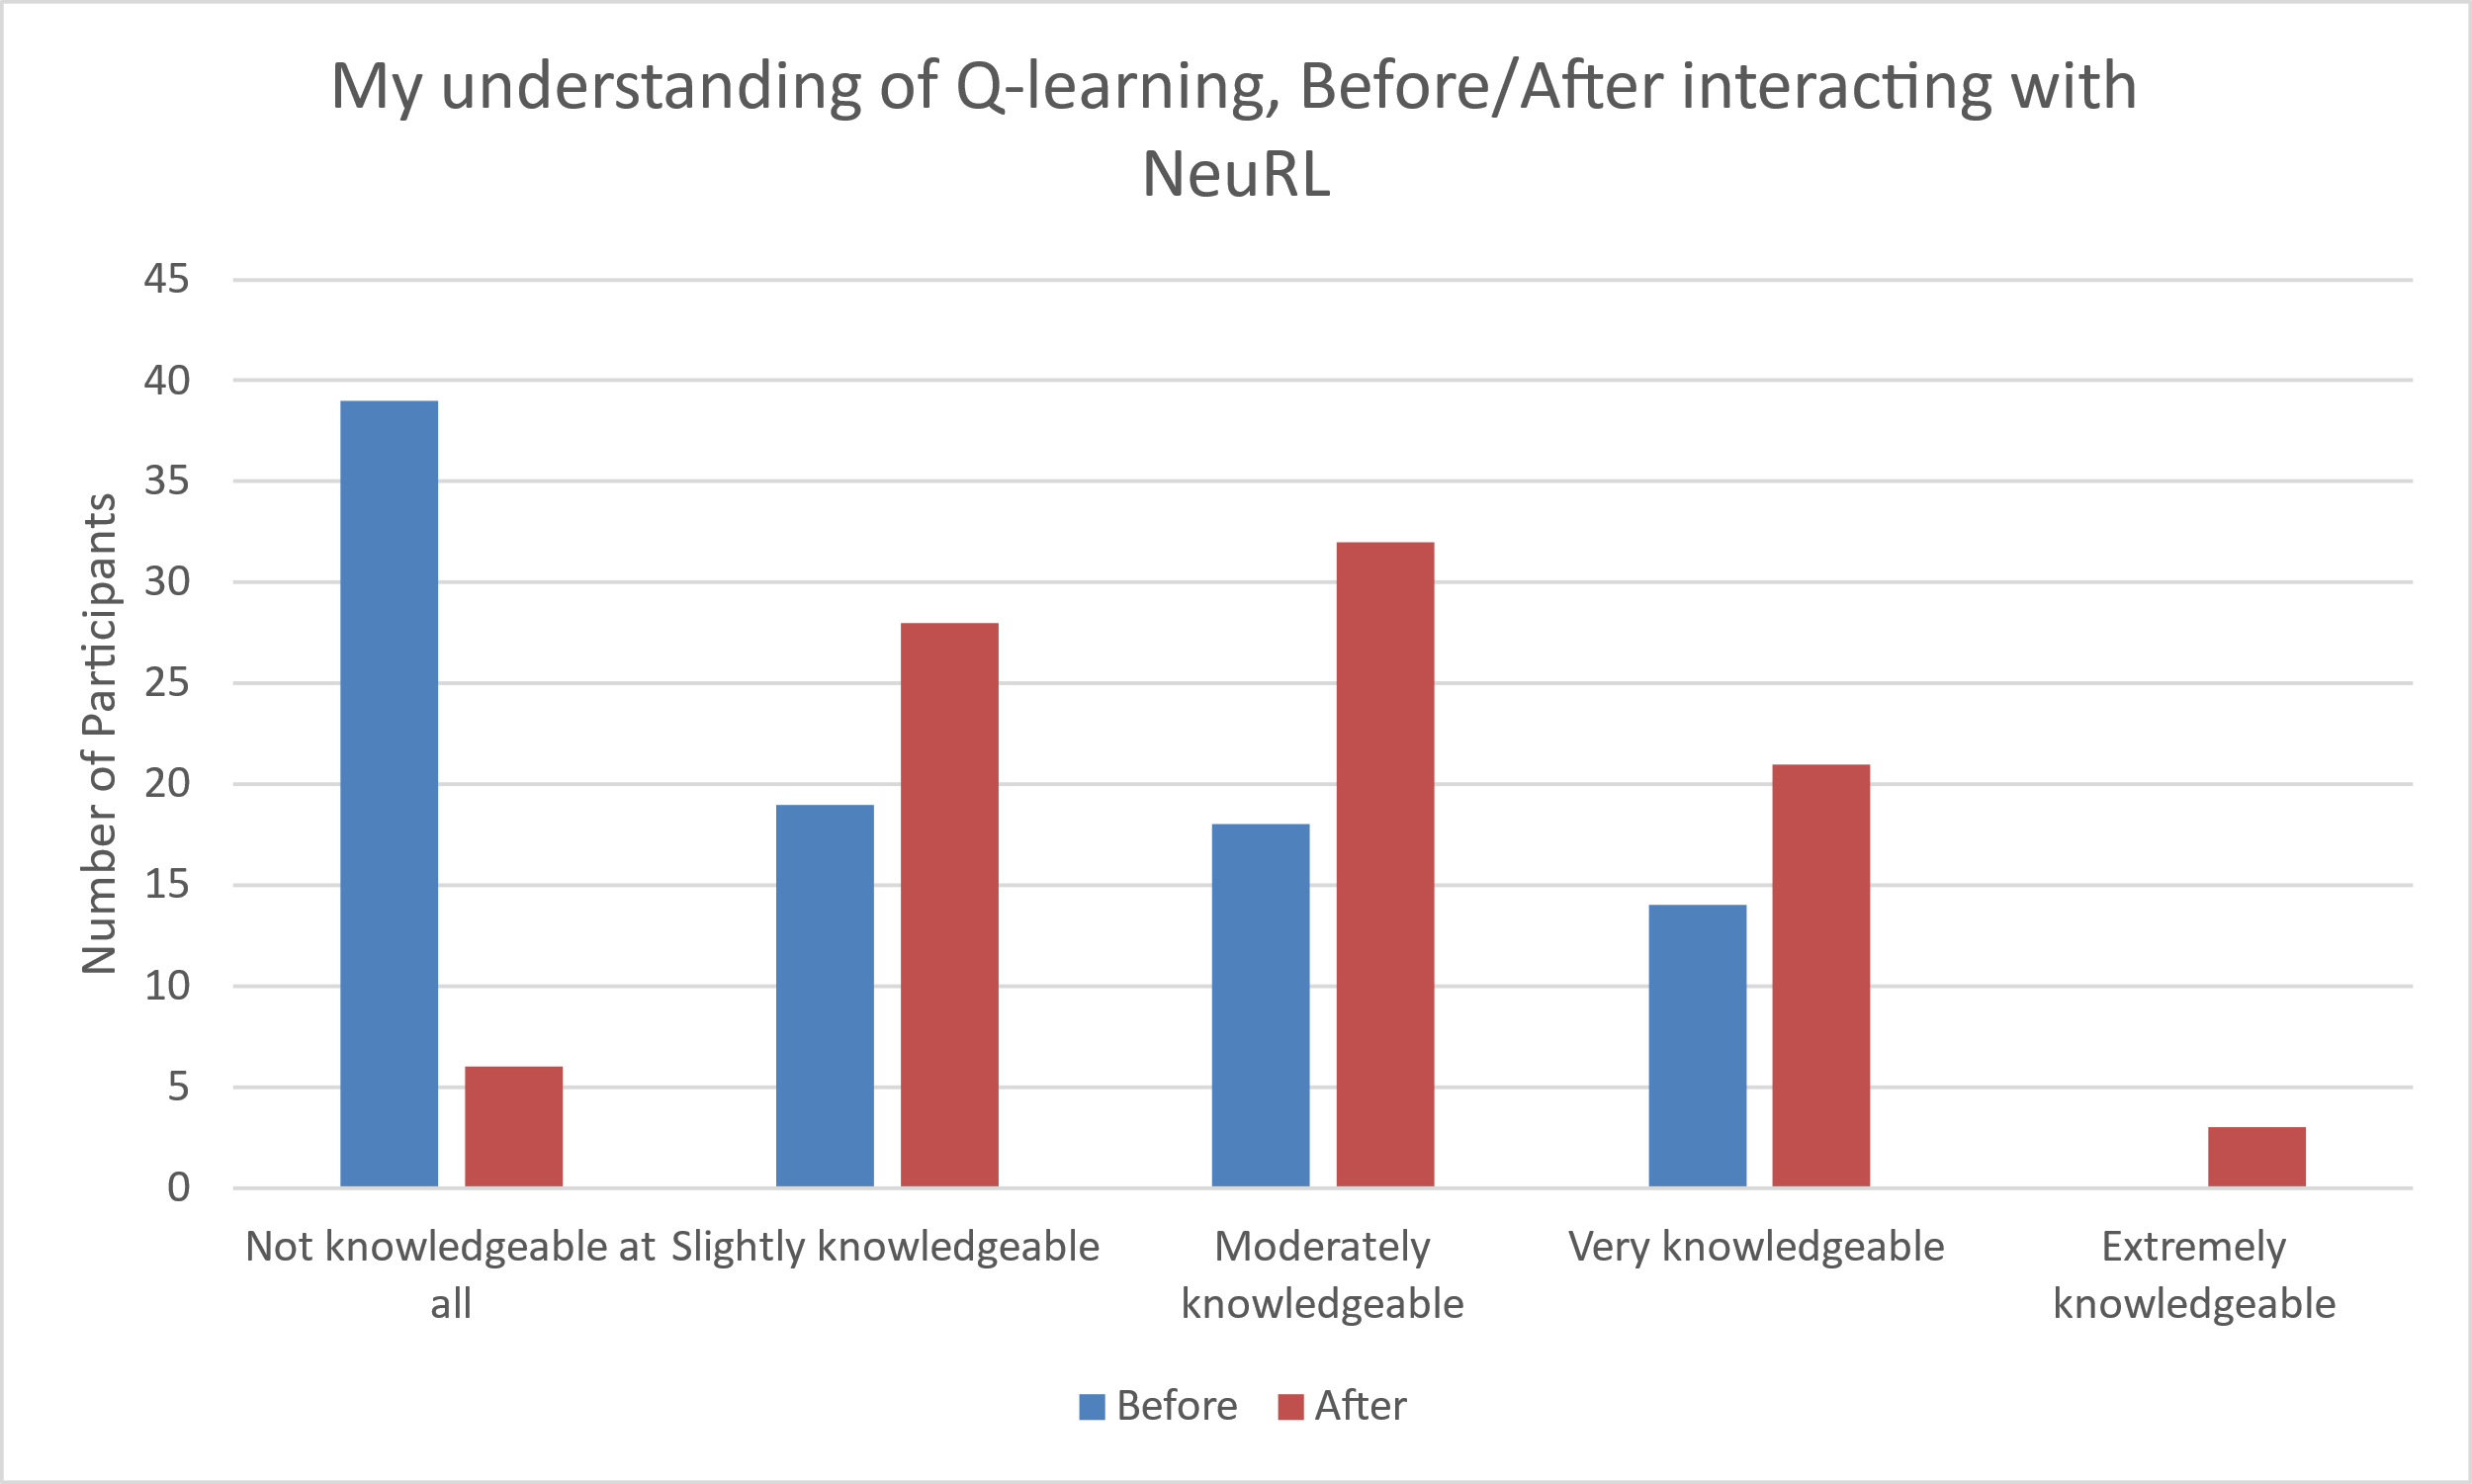 My understanding of Q-learning, Before/After interacting with
NeuRL
45
40
35
30
25
20
15
10
5
0
Number of Participants
Not knowledgeable at
all
Slightly knowledgeable
Moderately
knowledgeable
Very knowledgeable
Extremely
knowledgeable
Before
After